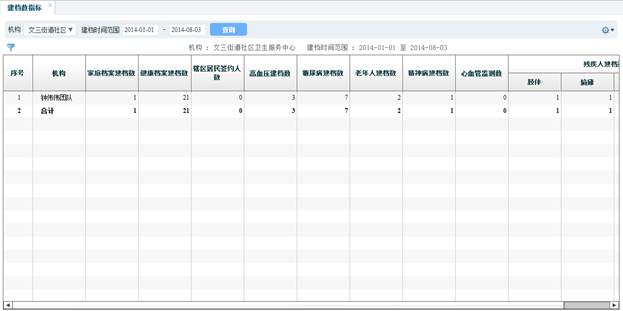 建档数指标
机构 文三街道社区 建档时间范围 2014-01-01 - 2014-08-03 查询
机构 : 文三街道社区卫生服务中心 建档时间范围 : 2014-01-01 至 2014-08-03
序号 机构 家庭档案建档数 健康档案建档数 辖区居民签约人数 高血压建档数 糖尿病建档数 老年人建档数 精神病建档数 心血管监测数 残疾人建档
肢体 脑瘫
1 钟伟伟团队 1 21 0 3 7 2 1 0 1 1
2 合计 1 21 0 3 7 2 1 0 1 1